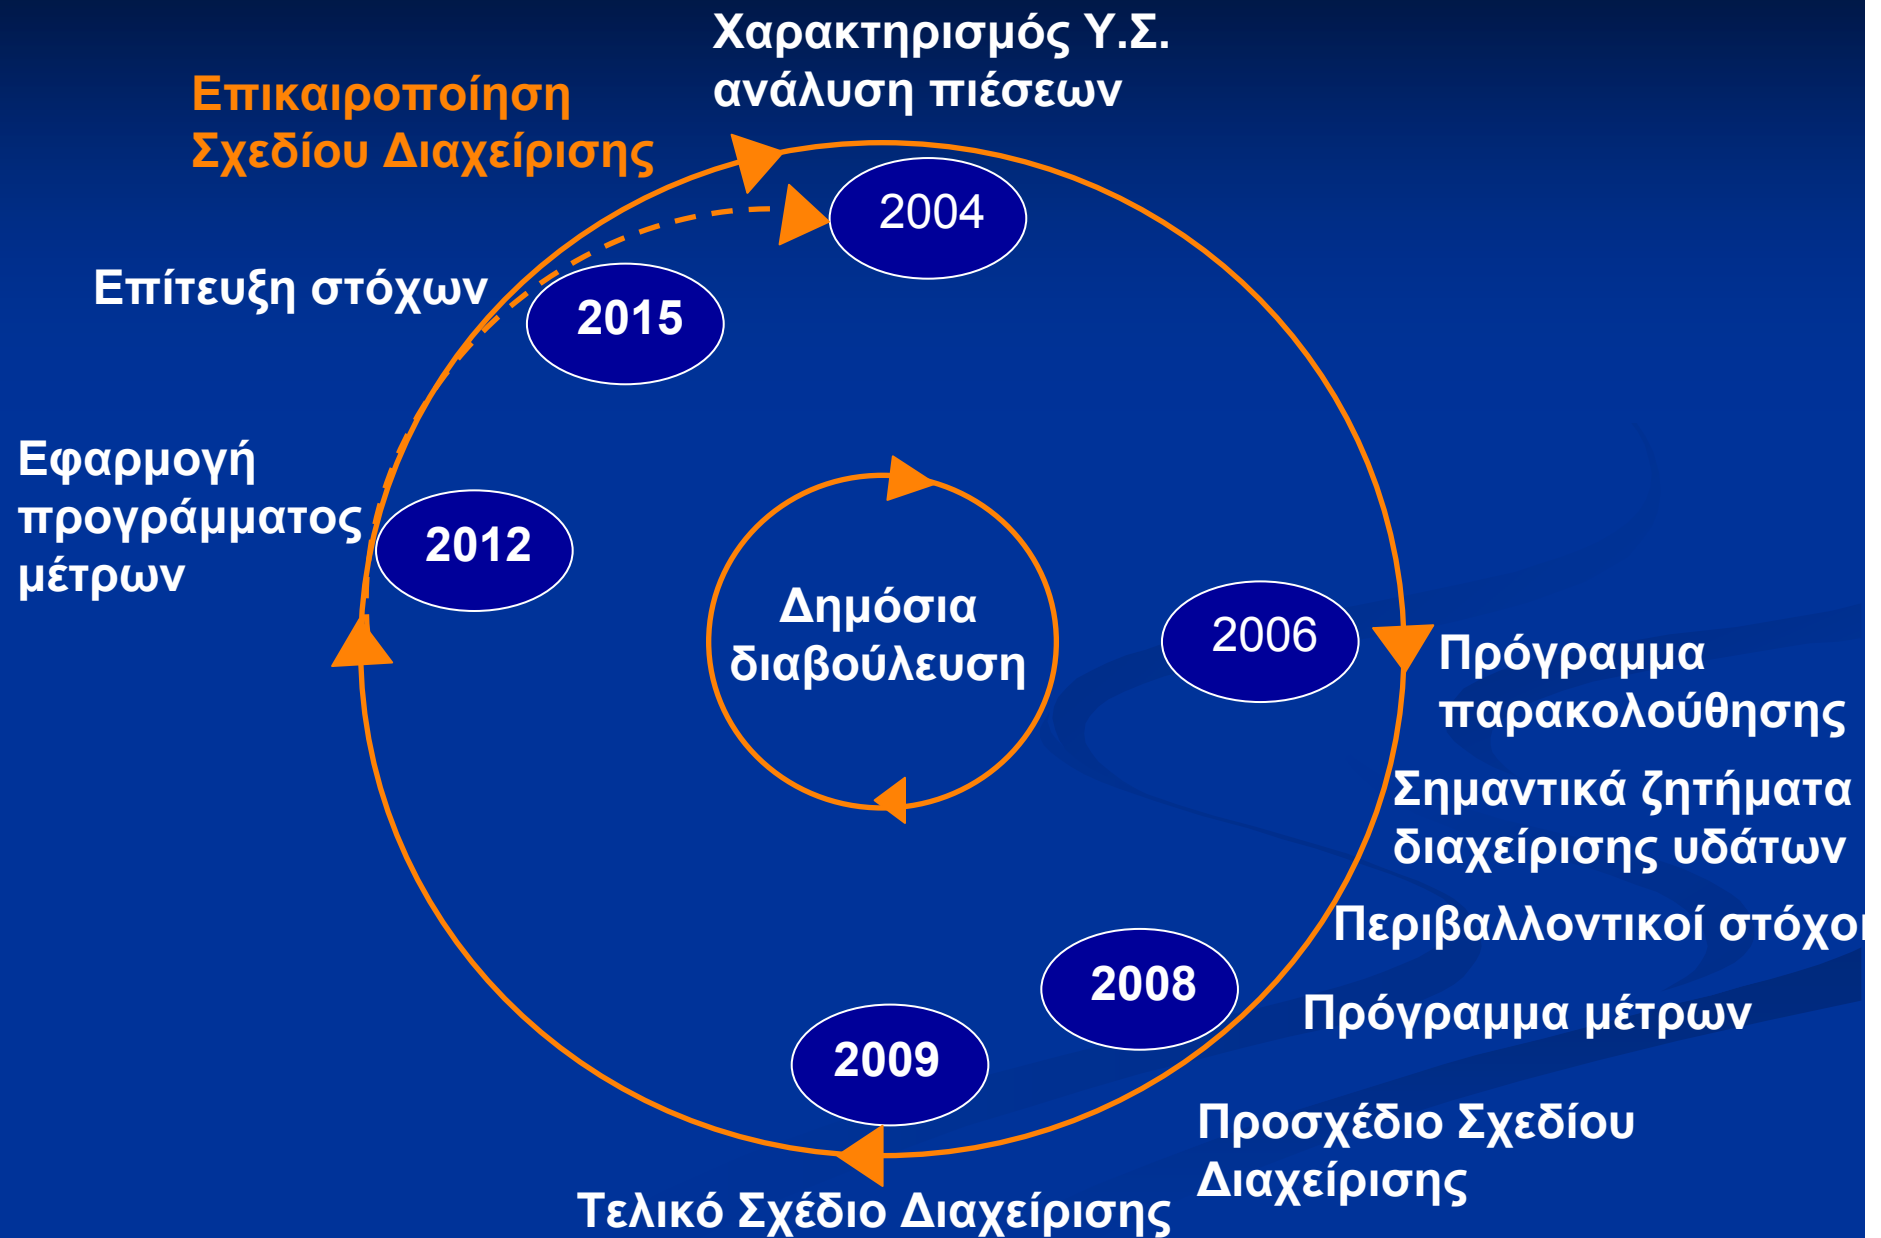 Χαρακτηρισμός Υ.Σ.
ανάλυση πιέσεων
Επικαιροποίηση
Σχεδίου Διαχείρισης
2004
Επίτευξη στόχων
2015
Εφαρμογή
προγράμματος
μέτρων
2012
Δημόσια
διαβούλευση
2006
Πρόγραμμα
παρακολούθησης
Σημαντικά ζητήματα
διαχείρισης υδάτων
Περιβαλλοντικοί στόχοι
2008
Πρόγραμμα μέτρων
2009
Προσχέδιο Σχεδίου
Διαχείρισης
Τελικό Σχέδιο Διαχείρισης